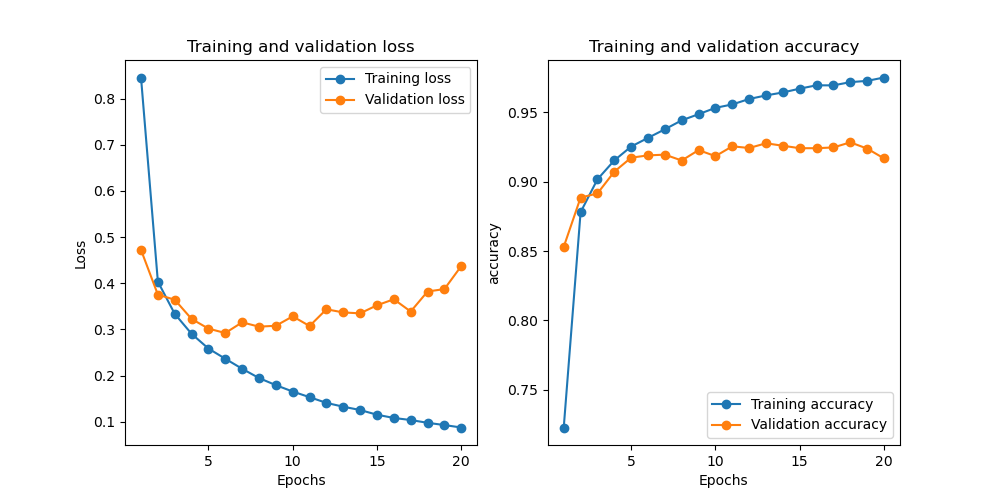 Training and validation loss
Training loss
Validation loss
0.8
0.7
0.6
0.5
0.4
0.3
0.2
0.1
Loss
5
10
15
20
Epochs
Training and validation accuracy
0.95
0.90
0.85
0.80
0.75
accuracy
Training accuracy
Validation accuracy
5
10
15
20
Epochs